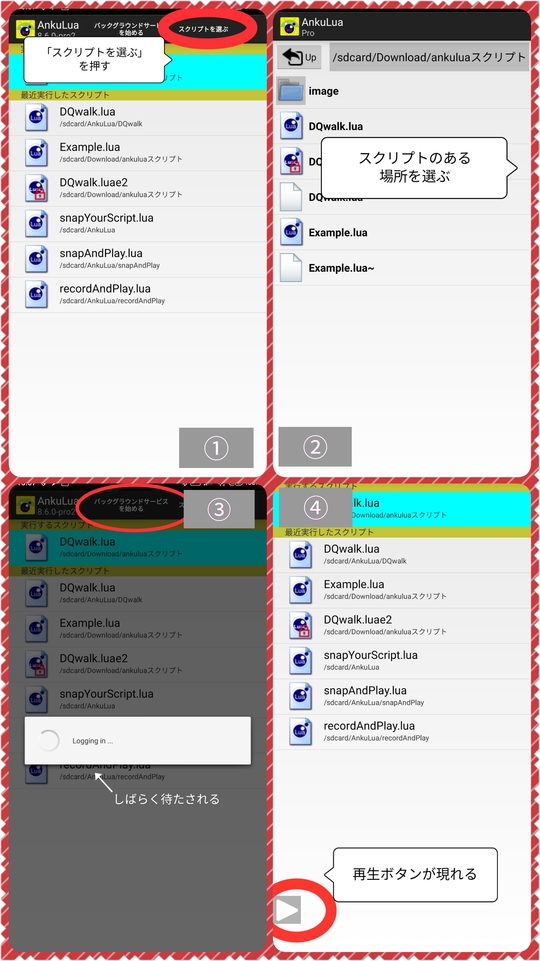 AnkuLua
8.6.0-pro2
バックグラウンドサービス
を始める
スクリプトを選ぶ
「スクリプトを選ぶ」
を押す
最近実行したスクリプト
DQwalk.lua
/sdcard/AnkuLua/DQwalk
Example.lua
/sdcard/Download/ankuluaスクリプト
DQwalk.luae2
/sdcard/Download/ankuluaスクリプト
snapYourScript.lua
/sdcard/AnkuLua
snapAndPlay.lua
/sdcard/AnkuLua/snapAndPlay
recordAndPlay.lua
/sdcard/AnkuLua/recordAndPlay
①
AnkuLua
Pro
Up
/sdcard/Download/ankuluaスクリプト
image
DQwalk.lua
スクリプトのある
場所を選ぶ
Example.lua
Example.lua~
②
AnkuLua
8.6.0-pro2
バックグラウンドサービス
を始める
③
実行するスクリプト
DQwalk.lua
/sdcard/Download/ankuluaスクリプト
最近実行したスクリプト
DQwalk.lua
/sdcard/AnkuLua/DQwalk
Example.lua
/sdcard/Download/ankuluaスクリプト
DQwalk.luae2
/sdcard/Download/ankuluaスクリプト
snapYourScript.lua
/sdcard/AnkuLua
Logging in ...
recordAndPlay.lua
/sdcard/AnkuLua/recordAndPlay
しばらく待たされる
④
lk.lua
Download/ankuluaスクリプト
最近実行したスクリプト
DQwalk.lua
/sdcard/AnkuLua/DQwalk
Example.lua
/sdcard/Download/ankuluaスクリプト
DQwalk.luae2
/sdcard/Download/ankuluaスクリプト
snapYourScript.lua
/sdcard/AnkuLua
snapAndPlay.lua
/sdcard/AnkuLua/snapAndPlay
recordAndPlay.lua
/sdcard/AnkuLua/recordAndPlay
再生ボタンが現れる